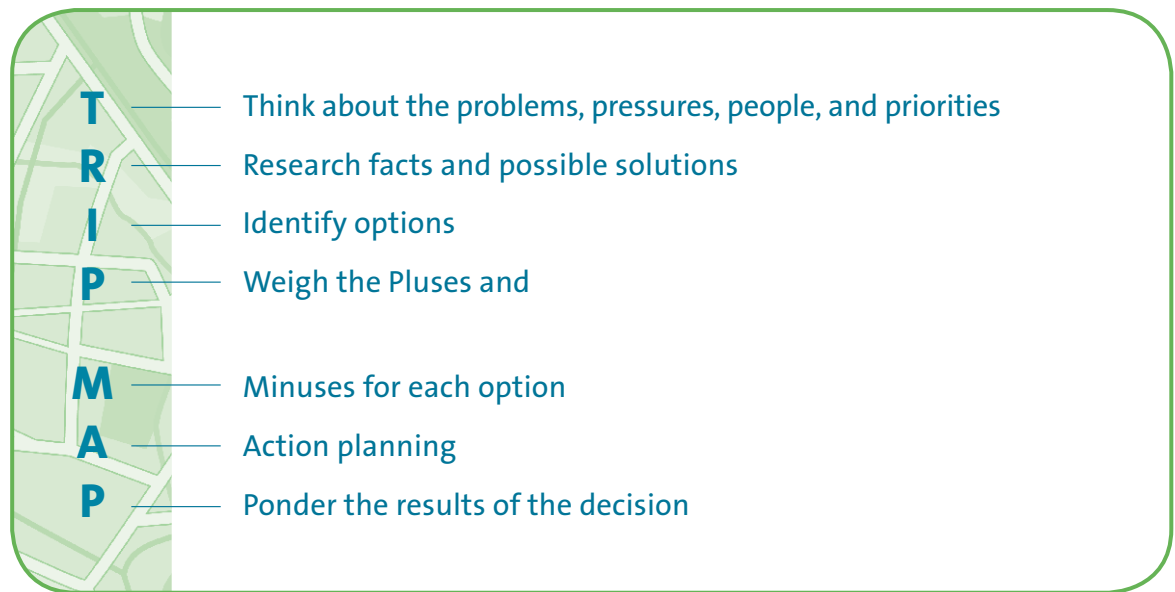 T Think about the problems, pressures, people, and priorities
R Research facts and possible solutions
I Identify options
P Weigh the Pluses and
M Minuses for each option
A Action planning
P Ponder the results of the decision